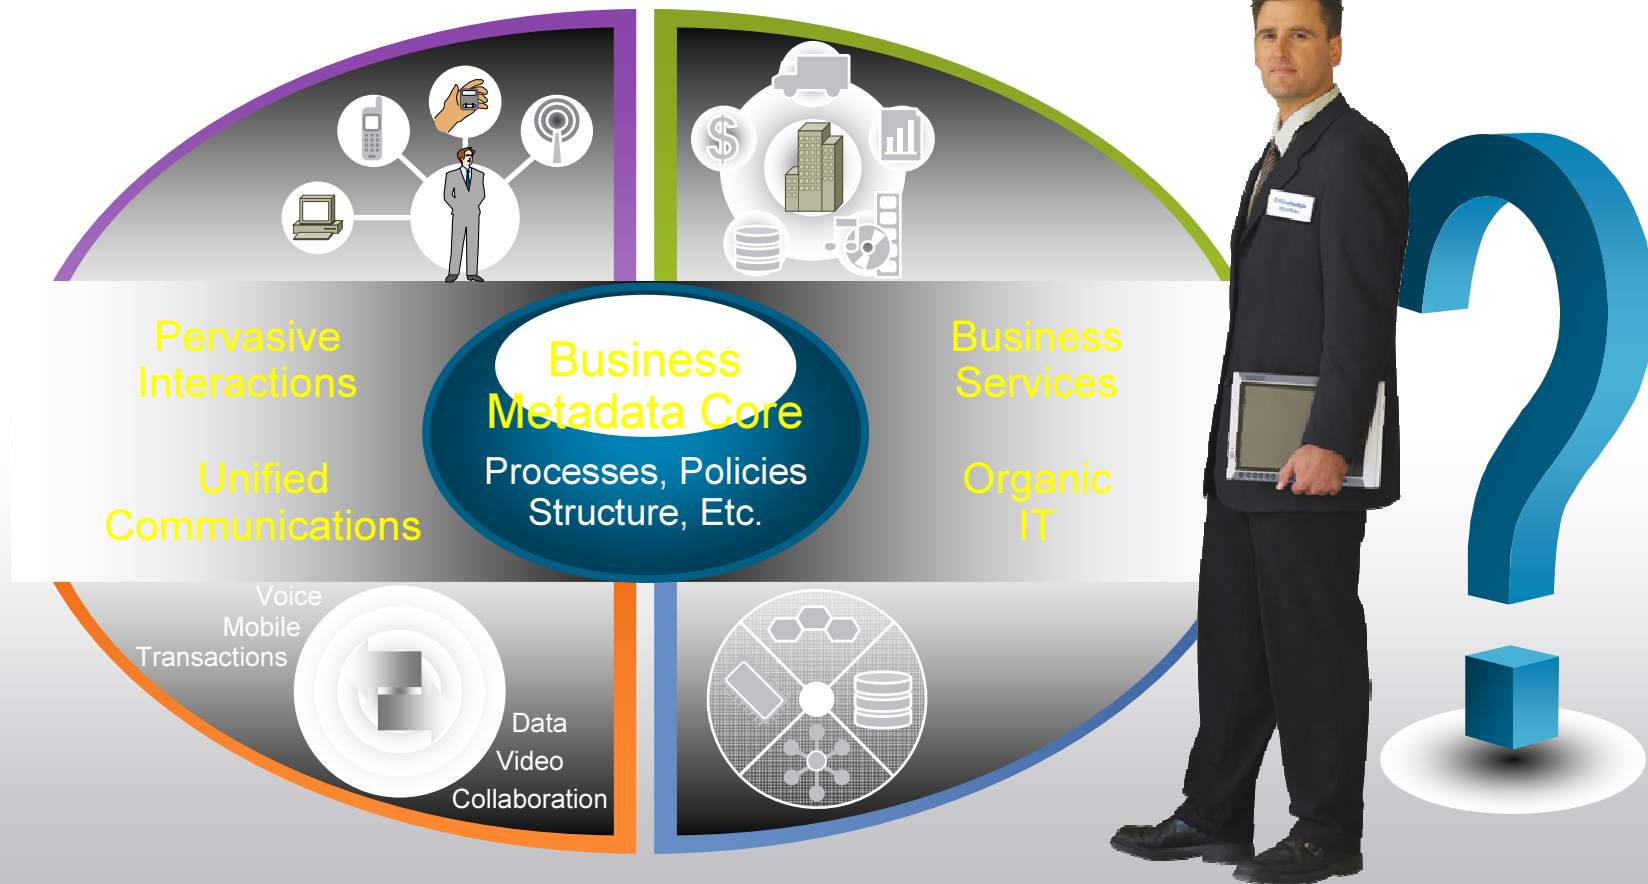 Pervasive
Interactions
Business
Metadata Core
Processes, Policies
Structure, Etc.
Business
Services
Unified
Communications
Organic
IT
Voice
Mobile
Transactions
Data
Video
Collaboration
$